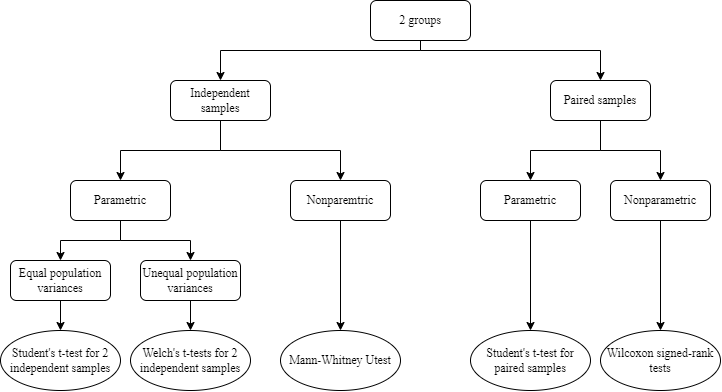 2 groups
Independent
samples
Paired samples
Parametric
Nonparemtric
Parametric
Nonparametric
Equal population
variances
Unequal population
variances
Student's t-test for 2
independent samples
Welch's t-tests for 2
independent samples
Mann-Whitney Utest
Student's t-test for
paired samples
Wilcoxon signed-rank
tests